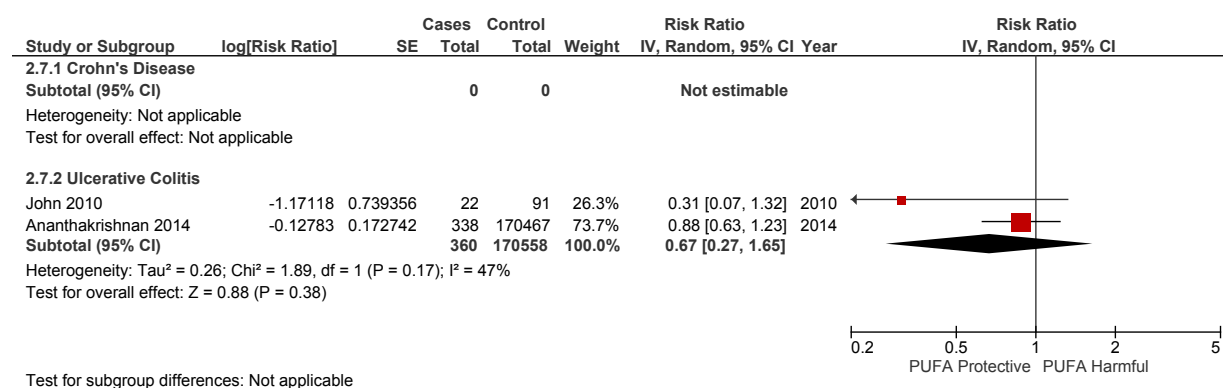 Cases Control Risk Ratio Risk Ratio
Study or Subgroup log[Risk Ratio] SE Total Total Weight IV, Random, 95% CI Year IV, Random, 95% CI
2.7.1 Crohn's Disease
Subtotal (95% CI) 0 0 Not estimable
Heterogeneity: Not applicable
Test for overall effect: Not applicable
2.7.2 Ulcerative Colitis
John 2010 -1.17118 0.739356 22 91 26.3% 0.31 [0.07, 1.32] 2010
Ananthakrishnan 2014 -0.12783 0.172742 338 170467 73.7% 0.88 [0.63, 1.23] 2014
Subtotal (95% CI) 360 170558 100.0% 0.67 [0.27, 1.65]
Heterogeneity: Tau² = 0.26; Chi² = 1.89, df = 1 (P = 0.17); I² = 47%
Test for overall effect: Z = 0.88 (P = 0.38)
0.2 0.5 1 2 5
PUFA Protective PUFA Harmful
Test for subgroup differences: Not applicable